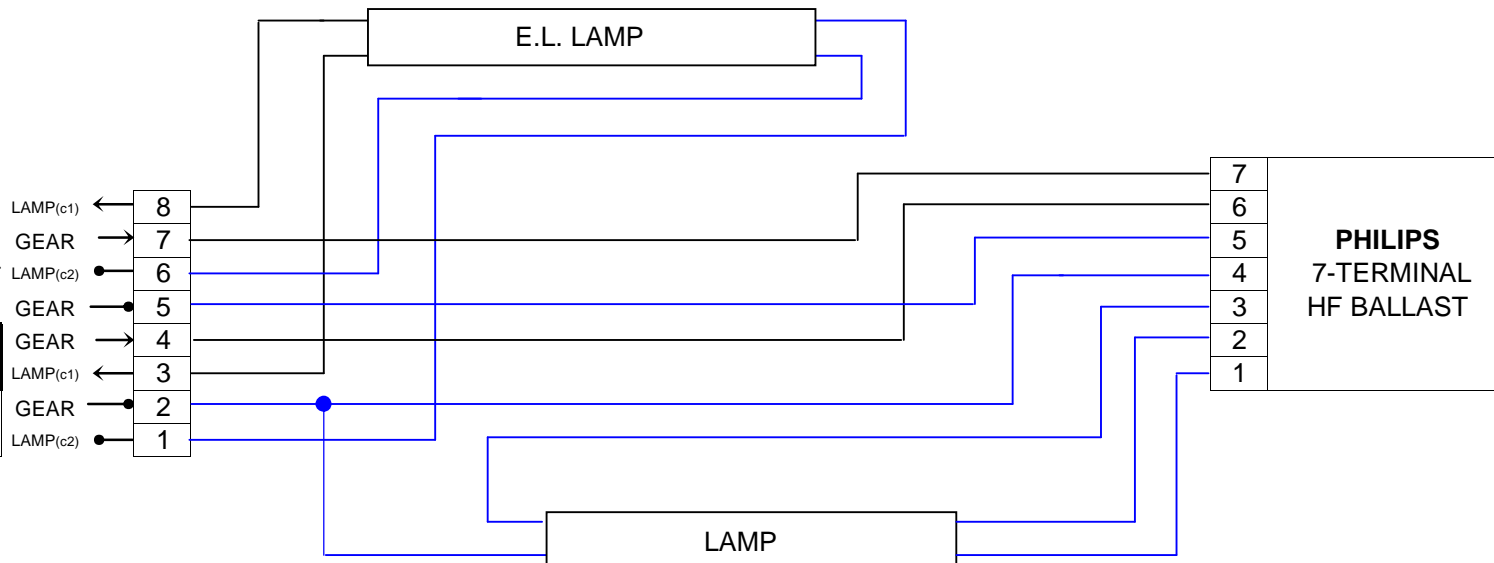 E.L. LAMP
LAMP(c1) 8
GEAR 7
LAMP(c2) 6
GEAR 5
GEAR 4
LAMP(c1) 3
GEAR 2
LAMP(c2) 1
7
6
5
4
3
2
1
PHILIPS
7-TERMINAL
HF BALLAST
LAMP